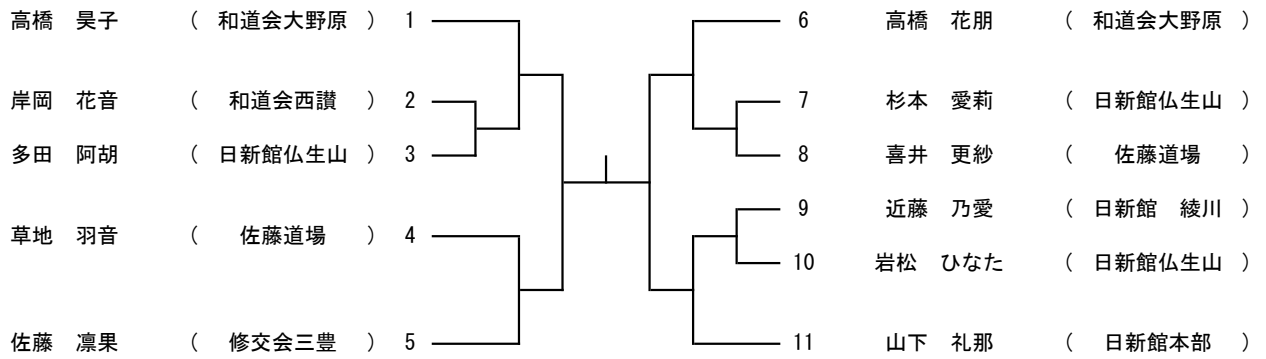 高橋　昊子　（　和道会大野原　）　1
岸岡　花音　（　和道会西讃　）　2
多田　阿胡　（　日新館仏生山　）　3
草地　羽音　（　佐藤道場　）　4
佐藤　凛果　（　修交会三豊　）　5
6　高橋　花朋　（　和道会大野原　）
7　杉本　愛莉　（　日新館仏生山　）
8　喜井　更紗　（　佐藤道場　）
9　近藤　乃愛　（　日新館　綾川　）
10　岩松　ひなた　（　日新館仏生山　）
11　山下　礼那　（　日新館本部　）